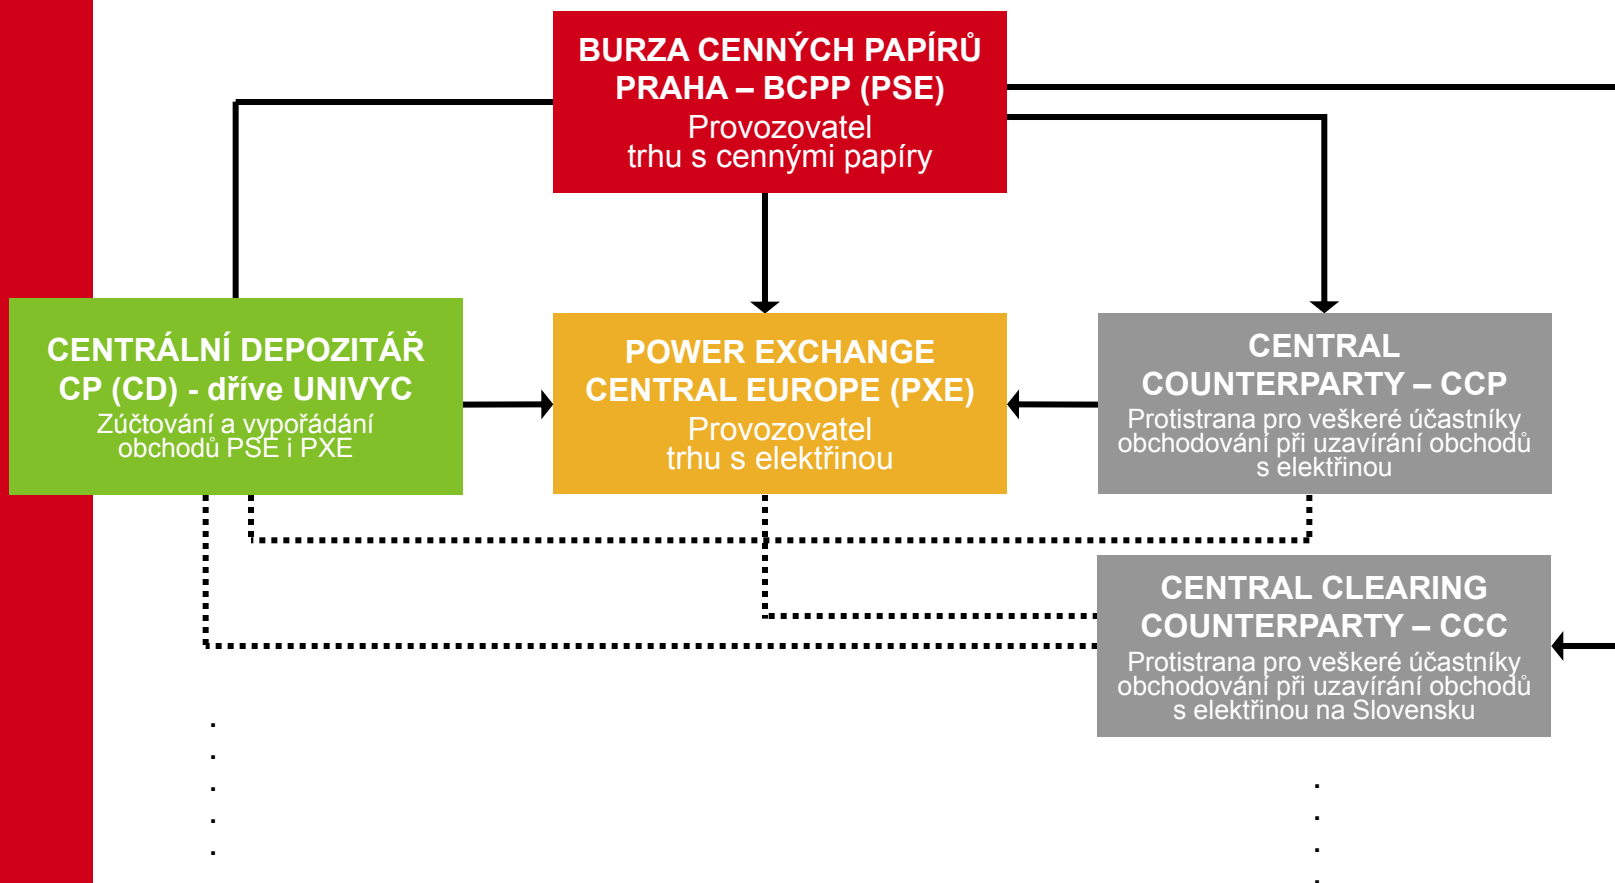 BURZA CENNÝCH PAPÍRŮ
PRAHA – BCPP (PSE)
Provozovatel
trhu s cennými papíry
CENTRÁLNÍ DEPOZITÁŘ
CP (CD) - dříve UNIVYC
Zúčtování a vypořádání
obchodů PSE i PXE
POWER EXCHANGE
CENTRAL EUROPE (PXE)
Provozovatel
trhu s elektřinou
CENTRAL
COUNTERPARTY – CCP
Protistrana pro veškeré účastníky
obchodování při uzavírání obchodů
s elektřinou
CENTRAL CLEARING
COUNTERPARTY – CCC
Protistrana pro veškeré účastníky
obchodování při uzavírání obchodů
s elektřinou na Slovensku